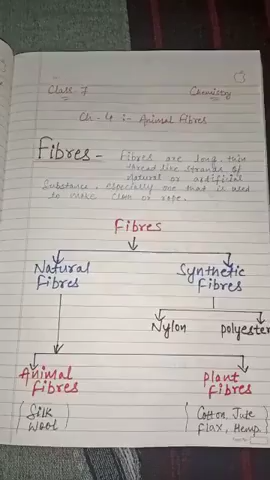 Class-7 Chemistry
Ch-4 :- Animal Fibres
Fibres - Fibres are long, thin
thread like strands of
natural or artificial
Substance, especially one that is used
to make cloth or rope.
Fibres
Natural Fibres
Synthetic Fibres
Nylon polyester
Animal Fibres
Plant Fibres
(Silk
Wool)
(Cotton, Jute
Flax, Hemp)